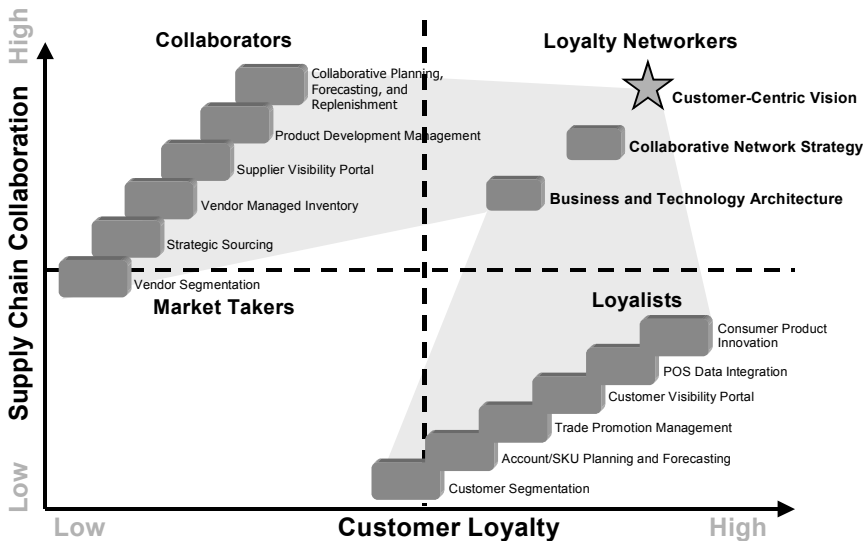 High
Collaborators
Loyalty Networkers
Collaborative Planning,
Forecasting, and
Replenishment
Customer-Centric Vision
Product Development Management
Collaborative Network Strategy
Supplier Visibility Portal
Business and Technology Architecture
Vendor Managed Inventory
Strategic Sourcing
Vendor Segmentation
Supply Chain Collaboration
Market Takers
Loyalists
Consumer Product
Innovation
POS Data Integration
Customer Visibility Portal
Trade Promotion Management
Account/SKU Planning and Forecasting
Customer Segmentation
Low
Low
Customer Loyalty
High